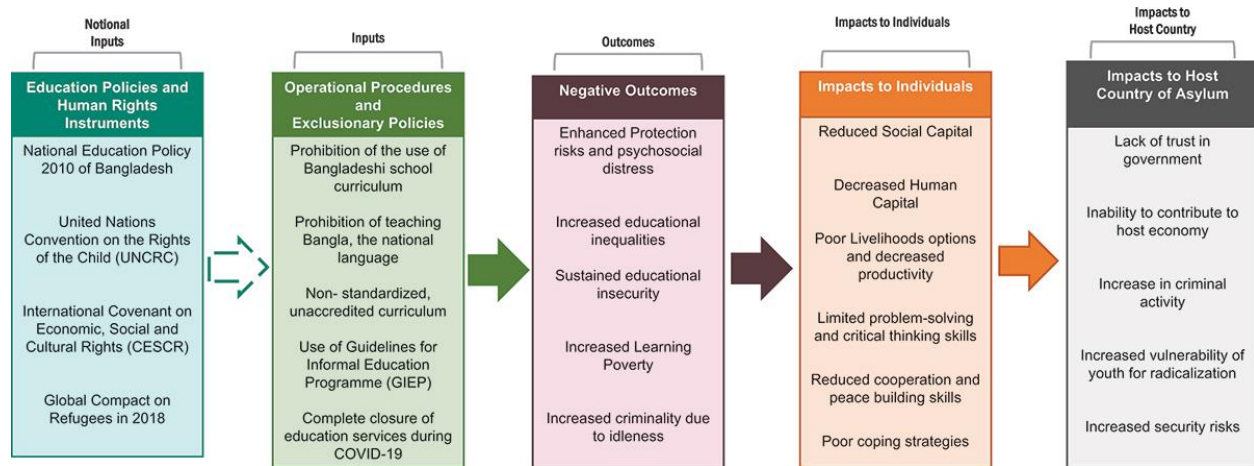 Notional
Inputs
Education Policies and
Human Rights
Instruments
National Education Policy
2010 of Bangladesh
United Nations
Convention on the Rights
of the Child (UNCRC)
International Covenant on
Economic, Social and
Cultural Rights (CESCR)
Global Compact on
Refugees in 2018
Inputs
Operational Procedures
and
Exclusionary Policies
Prohibition of the use of
Bangladeshi school
curriculum
Prohibition of teaching
Bangla, the national
language
Non- standardized,
unaccredited curriculum
Use of Guidelines for
Informal Education
Programme (GIEP)
Complete closure of
education services during
COVID-19
Outcomes
Negative Outcomes
Enhanced Protection
risks and psychosocial
distress
Increased educational
inequalities
Sustained educational
insecurity
Increased Learning
Poverty
Increased criminality due
to idleness
Impacts to Individuals
Impacts to Individuals
Reduced Social Capital
Decreased Human
Capital
Poor Livelihoods options
and decreased
productivity
Limited problem-solving
and critical thinking skills
Reduced cooperation and
peace building skills
Poor coping strategies
Impacts to
Host Country
Impacts to Host
Country of Asylum
Lack of trust in
government
Inability to contribute to
host economy
Increase in criminal
activity
Increased vulnerability of
youth for radicalization
Increased security risks